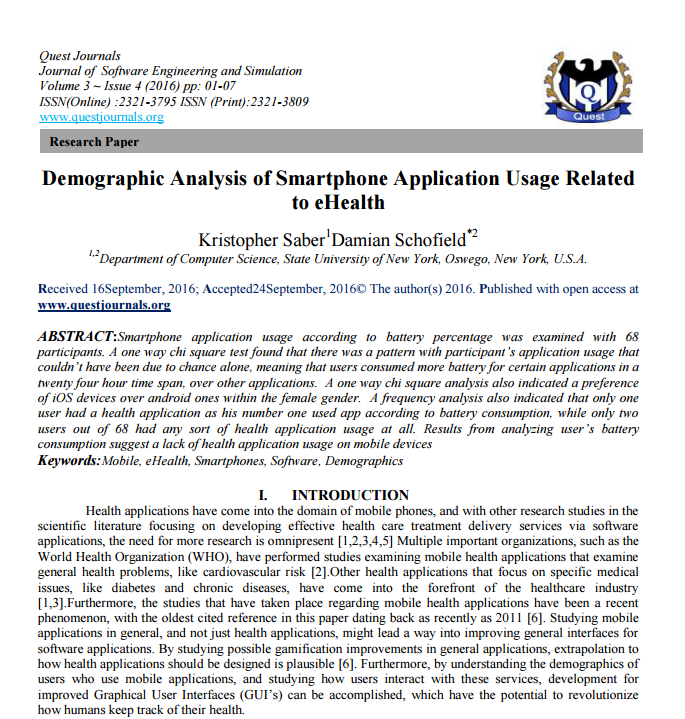 Quest Journals
Journal of Software Engineering and Simulation
Volume 3 ~ Issue 4 (2016) pp: 01-07
ISSN(Online) :2321-3795 ISSN (Print):2321-3809
www.questjournals.org
Q
Quest
Research Paper
Demographic Analysis of Smartphone Application Usage Related
to eHealth
Kristopher Saber1Damian Schofield*2
1,2Department of Computer Science, State University of New York, Oswego, New York, U.S.A.
Received 16September, 2016; Accepted24September, 2016© The author(s) 2016. Published with open access at
www.questjournals.org
ABSTRACT:Smartphone application usage according to battery percentage was examined with 68
participants. A one way chi square test found that there was a pattern with participant's application usage that
couldn't have been due to chance alone, meaning that users consumed more battery for certain applications in a
twenty four hour time span, over other applications. A one way chi square analysis also indicated a preference
of iOS devices over android ones within the female gender. A frequency analysis also indicated that only one
user had a health application as his number one used app according to battery consumption, while only two
users out of 68 had any sort of health application usage at all. Results from analyzing user's battery
consumption suggest a lack of health application usage on mobile devices
Keywords:Mobile, eHealth, Smartphones, Software, Demographics
I. INTRODUCTION
Health applications have come into the domain of mobile phones, and with other research studies in the
scientific literature focusing on developing effective health care treatment delivery services via software
applications, the need for more research is omnipresent [1,2,3,4,5] Multiple important organizations, such as the
World Health Organization (WHO), have performed studies examining mobile health applications that examine
general health problems, like cardiovascular risk [2].Other health applications that focus on specific medical
issues, like diabetes and chronic diseases, have come into the forefront of the healthcare industry
[1,3].Furthermore, the studies that have taken place regarding mobile health applications have been a recent
phenomenon, with the oldest cited reference in this paper dating back as recently as 2011 [6]. Studying mobile
applications in general, and not just health applications, might lead a way into improving general interfaces for
software applications. By studying possible gamification improvements in general applications, extrapolation to
how health applications should be designed is plausible [6]. Furthermore, by understanding the demographics of
users who use mobile applications, and studying how users interact with these services, development for
improved Graphical User Interfaces (GUI's) can be accomplished, which have the potential to revolutionize
how humans keep track of their health.